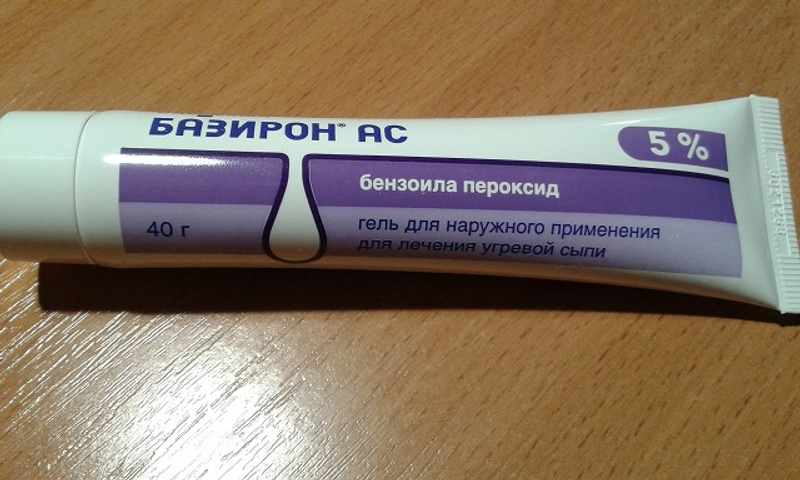 БАЗИРОН® АС
5 %
бензоила пероксид
40 г
гель для наружного применения
для лечения угревой сыпи